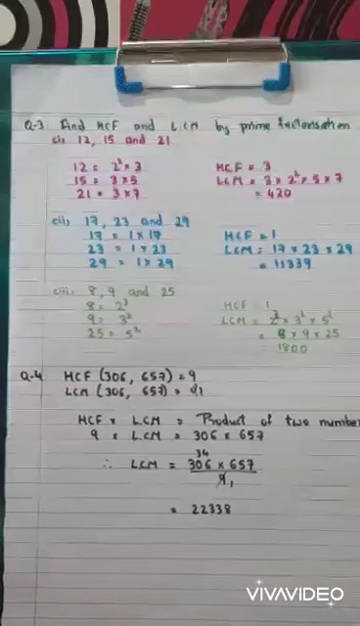 Q-3 Find HCF and LCM by prime factorisation
(i) 12, 15 and 21
12 = 2² × 3
15 = 3 × 5
21 = 3 × 7
HCF = 3
LCM = 3 × 2² × 5 × 7
= 420
(ii) 17, 23 and 29
17 = 1 × 17
23 = 1 × 23
29 = 1 × 29
HCF = 1
LCM = 17 × 23 × 29
= 11339
(iii) 8, 9 and 25
8 = 2³
9 = 3²
25 = 5²
HCF = 1
LCM = 2³ × 3² × 5²
= 8 × 9 × 25
= 1800
Q-4 HCF (306, 657) = 9
LCM (306, 657) =
HCF × LCM = Product of two number
9 × LCM = 306 × 657
34
∴ LCM = 306 × 657
9 1
= 22338
VIVAVIDEO